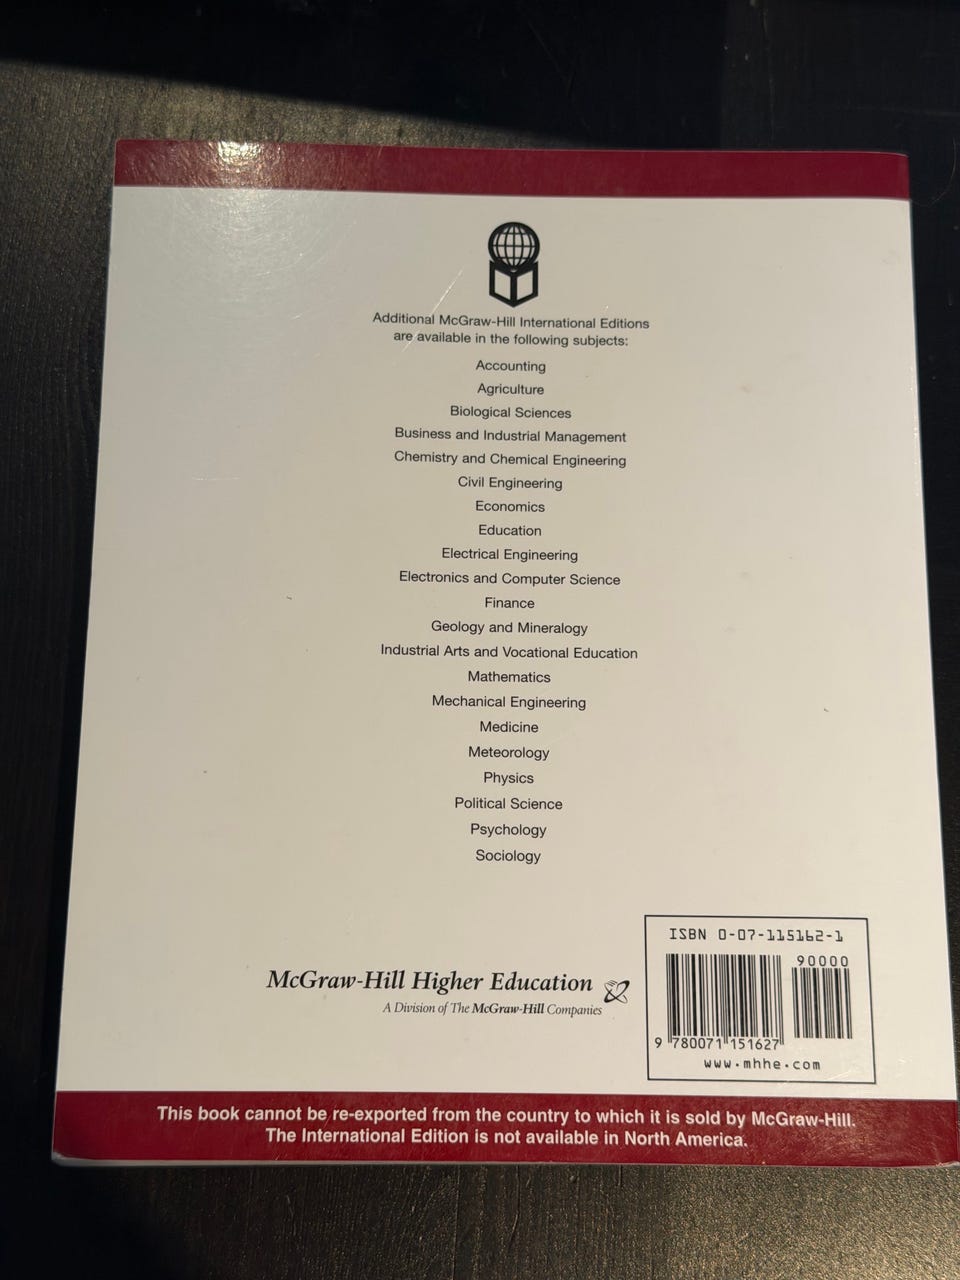 Additional McGraw-Hill International Editions
are available in the following subjects:
Accounting
Agriculture
Biological Sciences
Business and Industrial Management
Chemistry and Chemical Engineering
Civil Engineering
Economics
Education
Electrical Engineering
Electronics and Computer Science
Finance
Geology and Mineralogy
Industrial Arts and Vocational Education
Mathematics
Mechanical Engineering
Medicine
Meteorology
Physics
Political Science
Psychology
Sociology
McGraw-Hill Higher Education
A Division of The McGraw-Hill Companies
ISBN 0-07-115162-1
90000
9 780071 151627
www.mhhe.com
This book cannot be re-exported from the country to which it is sold by McGraw-Hill.
The International Edition is not available in North America.